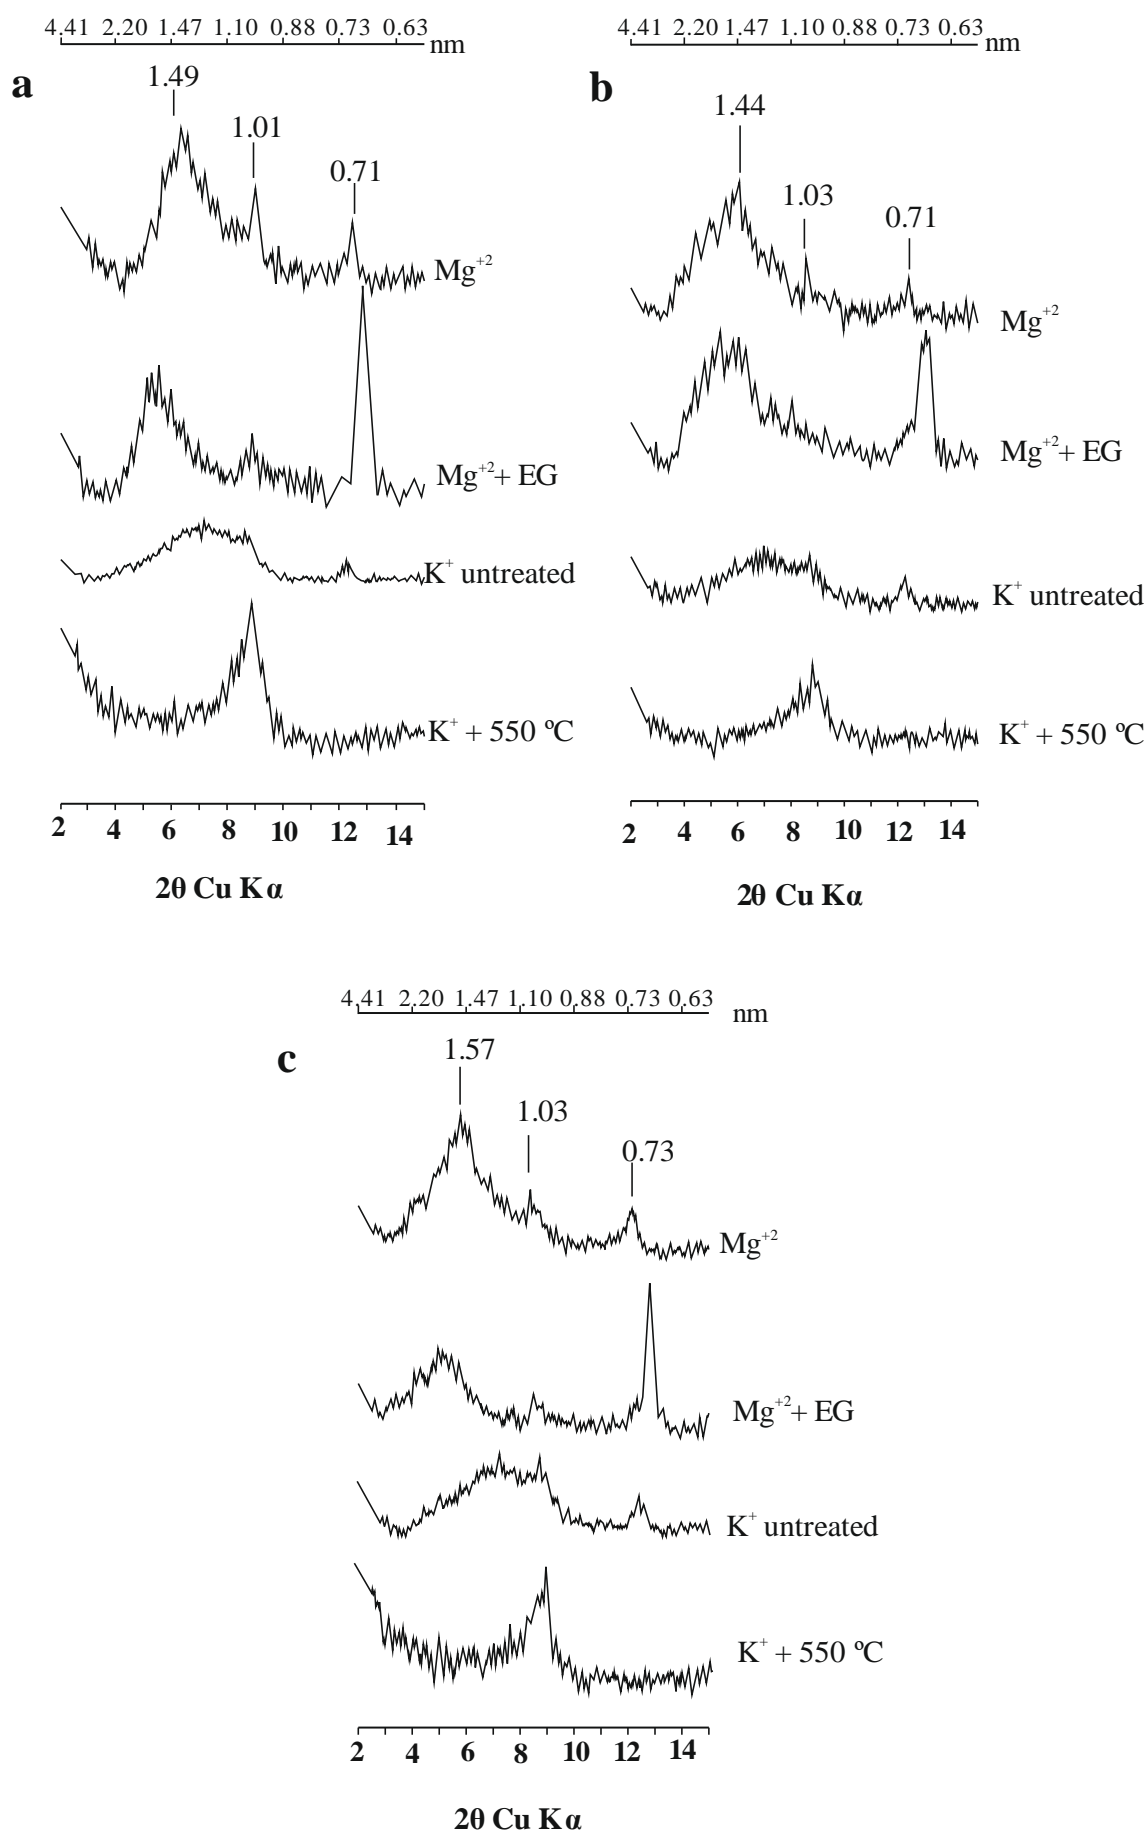 4.41 2.20 1.47 1.10 0.88 0.73 0.63 nm
a
1.49
1.01
0.71
Mg⁺²
Mg⁺²+ EG
K⁺ untreated
K⁺ + 550 ºC
2 4 6 8 10 12 14
2θ Cu Kα
4.41 2.20 1.47 1.10 0.88 0.73 0.63 nm
b
1.44
1.03
0.71
Mg⁺²
Mg⁺²+ EG
K⁺ untreated
K⁺ + 550 ºC
2 4 6 8 10 12 14
2θ Cu Kα
4.41 2.20 1.47 1.10 0.88 0.73 0.63 nm
c
1.57
1.03
0.73
Mg⁺²
Mg⁺²+ EG
K⁺ untreated
K⁺ + 550 ºC
2 4 6 8 10 12 14
2θ Cu Kα